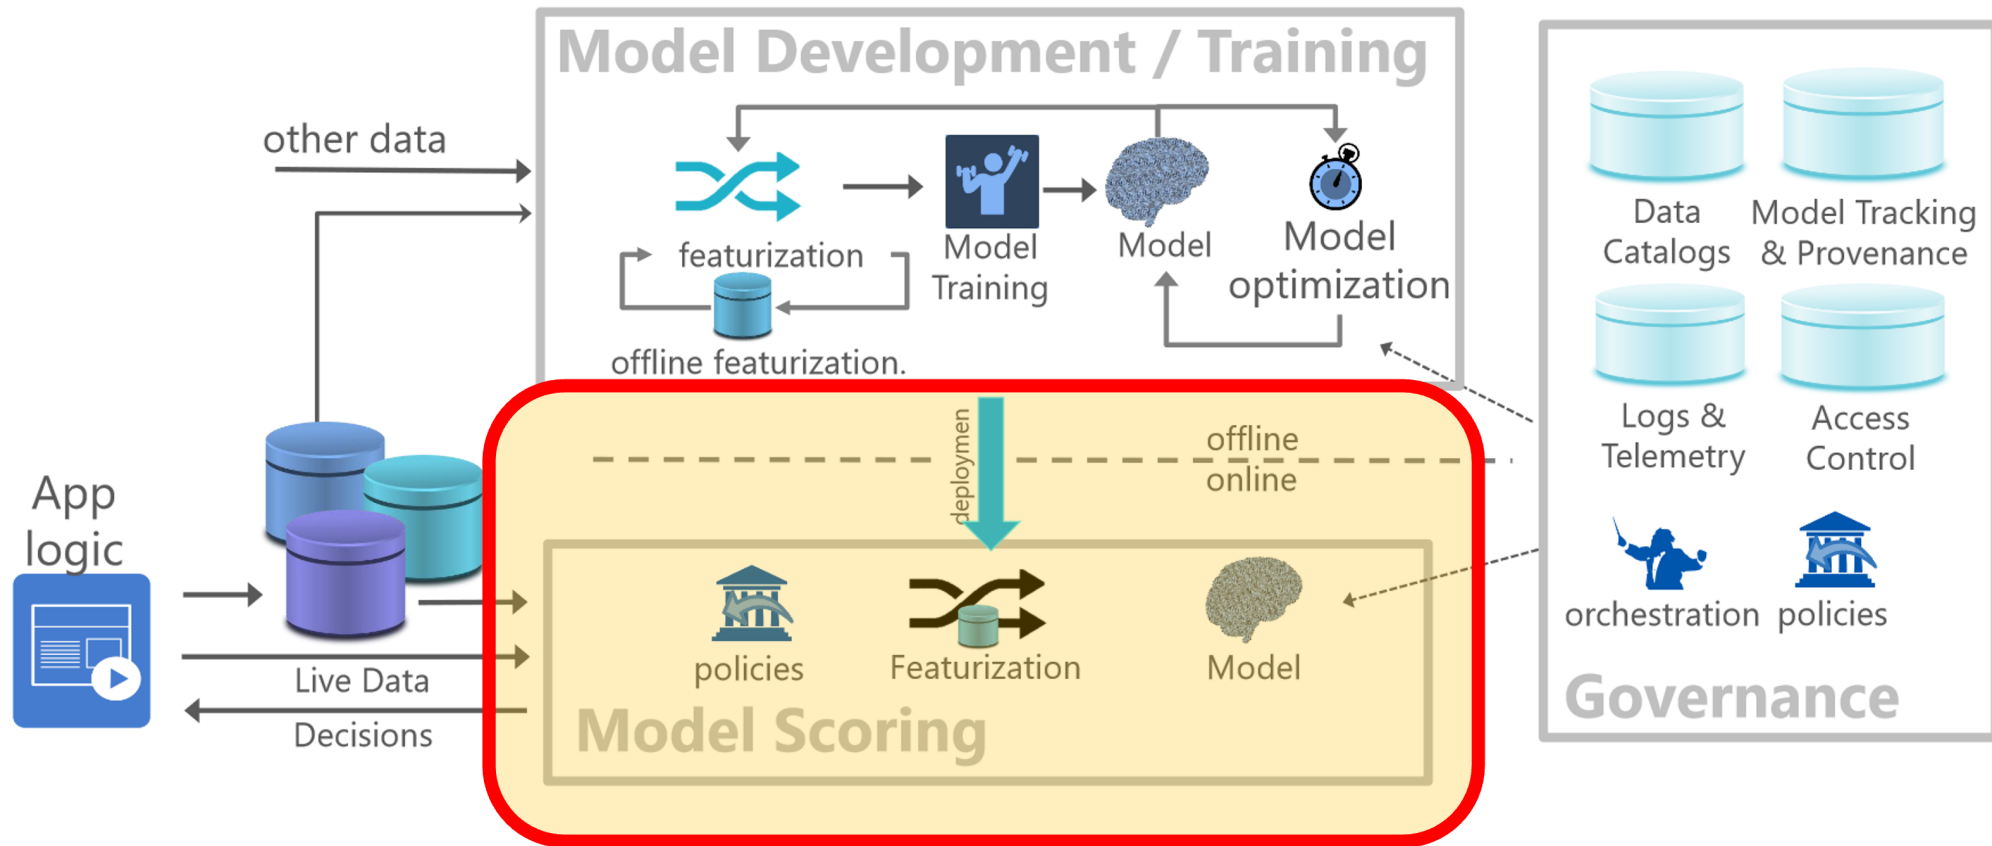 Model Development / Training
other data
featurization
Model
Training
Model
Model
optimization
offline featurization.
deploymen
offline
online
App
logic
Live Data
Decisions
policies
Featurization
Model
Model Scoring
Data
Catalogs
Model Tracking
& Provenance
Logs &
Telemetry
Access
Control
orchestration
policies
Governance